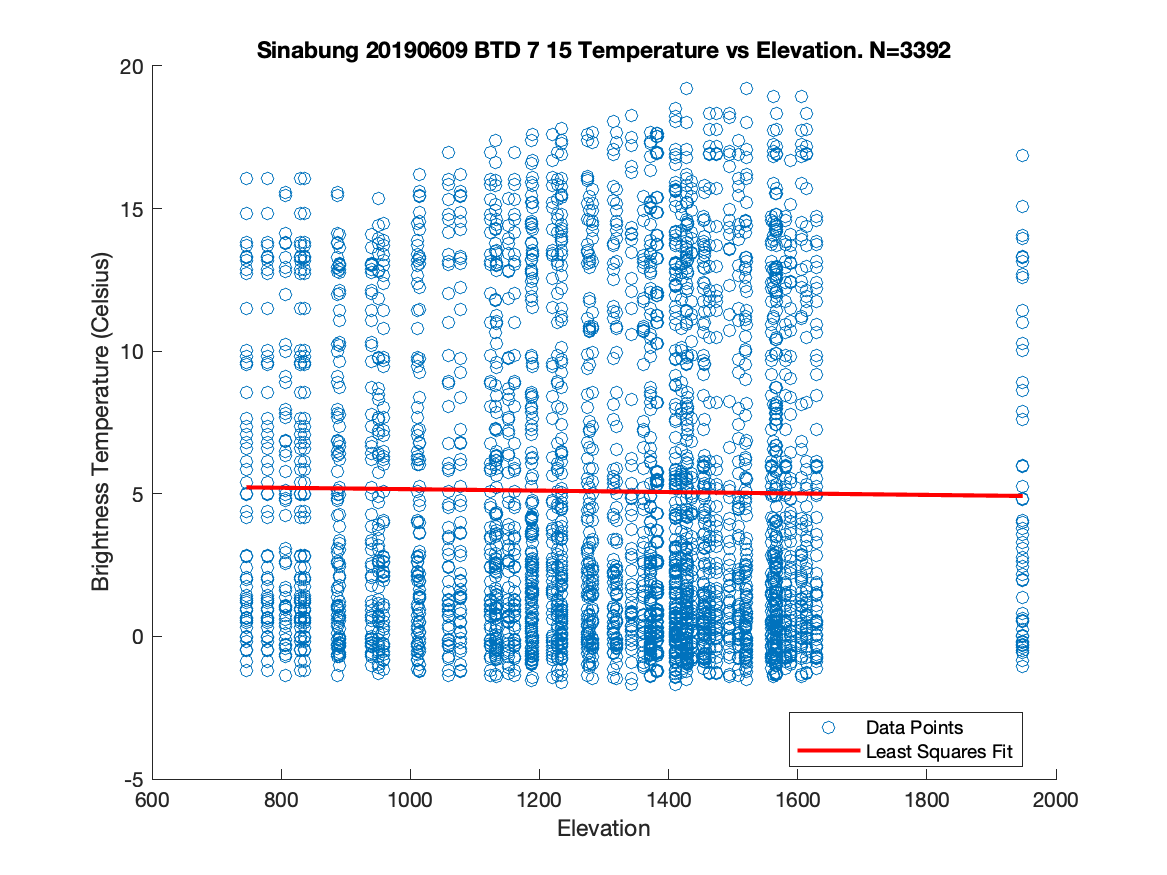 Sinabung 20190609 BTD 7 15 Temperature vs Elevation. N=3392
20
15
10
5
0
-5
Brightness Temperature (Celsius)
Data Points
Least Squares Fit
600 800 1000 1200 1400 1600 1800 2000
Elevation